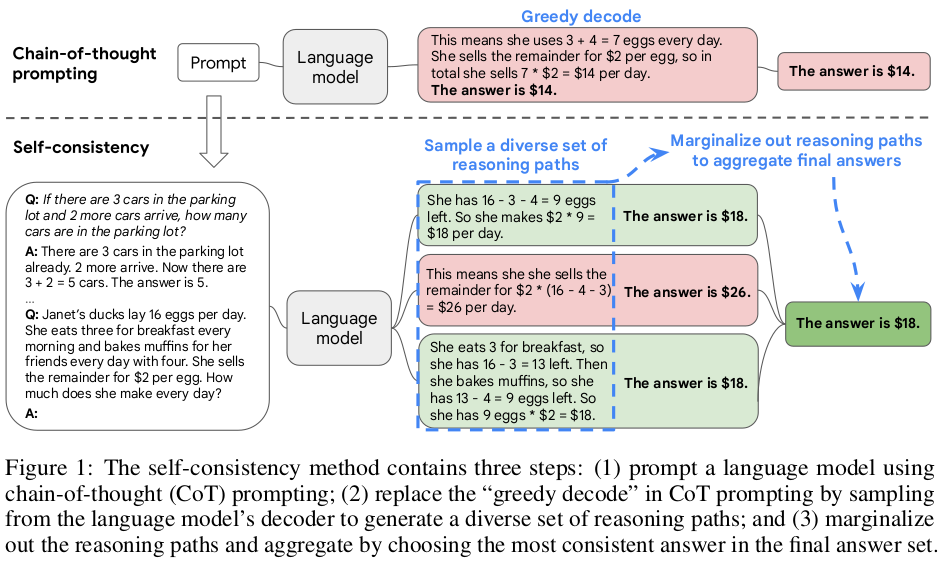 Greedy decode
Chain-of-thought
prompting
Prompt
Language
model
This means she uses 3 + 4 = 7 eggs every day.
She sells the remainder for $2 per egg, so in
total she sells 7 * $2 = $14 per day.
The answer is $14.
The answer is $14.
Self-consistency
Sample a diverse set of
reasoning paths
Marginalize out reasoning paths
to aggregate final answers
Q: If there are 3 cars in the parking
lot and 2 more cars arrive, how many
cars are in the parking lot?
A: There are 3 cars in the parking lot
already. 2 more arrive. Now there are
3 + 2 = 5 cars. The answer is 5.
...
Q: Janet's ducks lay 16 eggs per day.
She eats three for breakfast every
morning and bakes muffins for her
friends every day with four. She sells
the remainder for $2 per egg. How
much does she make every day?
A:
Language
model
She has 16 - 3 - 4 = 9 eggs
left. So she makes $2 * 9 =
$18 per day.
The answer is $18.
This means she she sells the
remainder for $2 * (16 - 4 - 3)
= $26 per day.
The answer is $26.
She eats 3 for breakfast, so
she has 16 - 3 = 13 left. Then
she bakes muffins, so she
has 13 - 4 = 9 eggs left. So
she has 9 eggs * $2 = $18.
The answer is $18.
The answer is $18.
Figure 1: The self-consistency method contains three steps: (1) prompt a language model using
chain-of-thought (CoT) prompting; (2) replace the “greedy decode” in CoT prompting by sampling
from the language model’s decoder to generate a diverse set of reasoning paths; and (3) marginalize
out the reasoning paths and aggregate by choosing the most consistent answer in the final answer set.